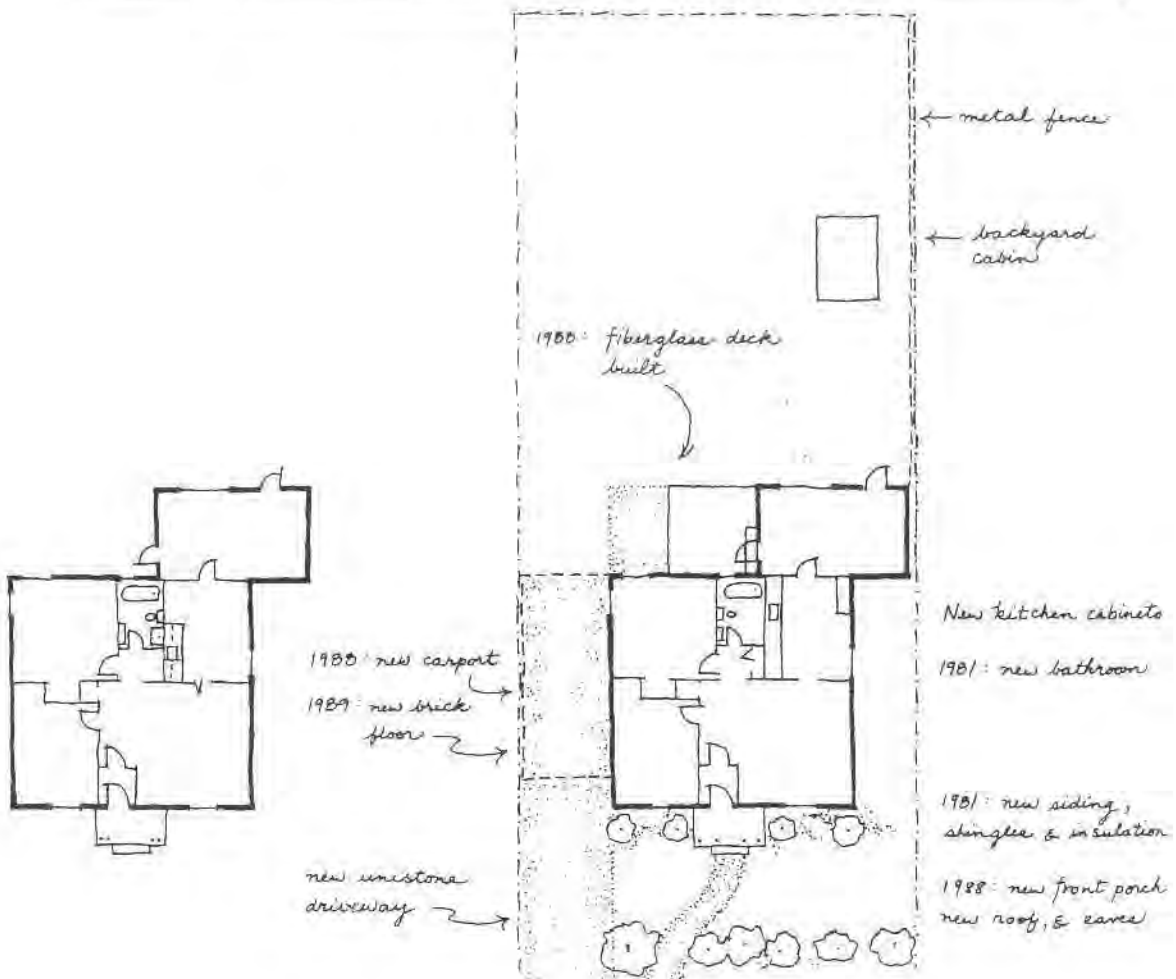 metal fence
backyard
cabin
1988: fiberglass deck
built
New kitchen cabinets
1988: new carport
1981: new bathroom
1989: new brick
floor
1981: new siding,
shingles & insulation
new unistone
driveway
1988: new front porch
new roof, & eaves